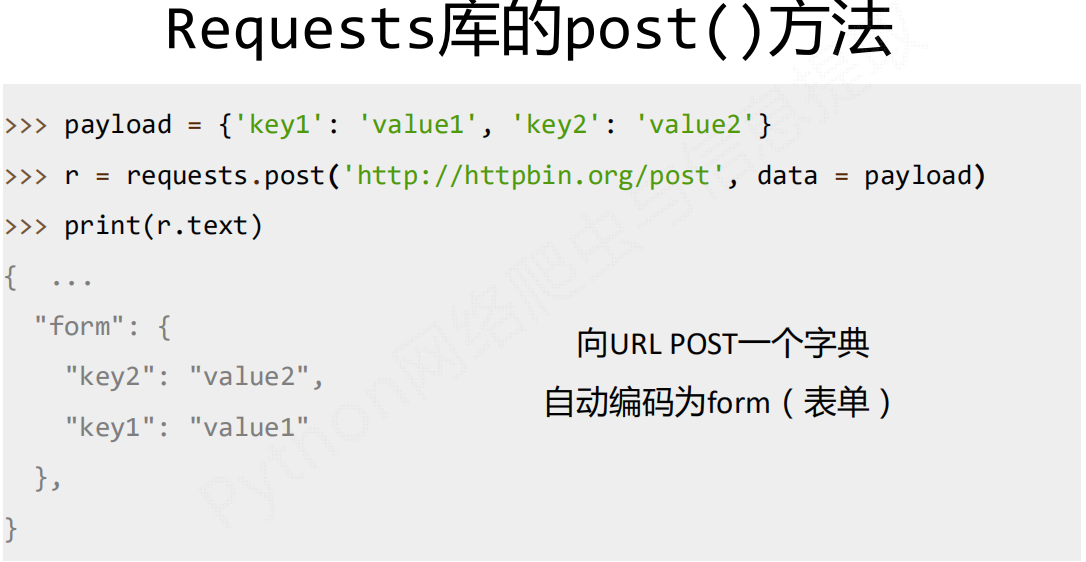 Requests库的post()方法
>>> payload = {'key1': 'value1', 'key2': 'value2'}
>>> r = requests.post('http://httpbin.org/post', data = payload)
>>> print(r.text)
{  ...
  "form": {
    "key2": "value2",
    "key1": "value1"
  },
}
向URL POST一个字典
自动编码为form（表单）
Python网络爬虫与信息提取